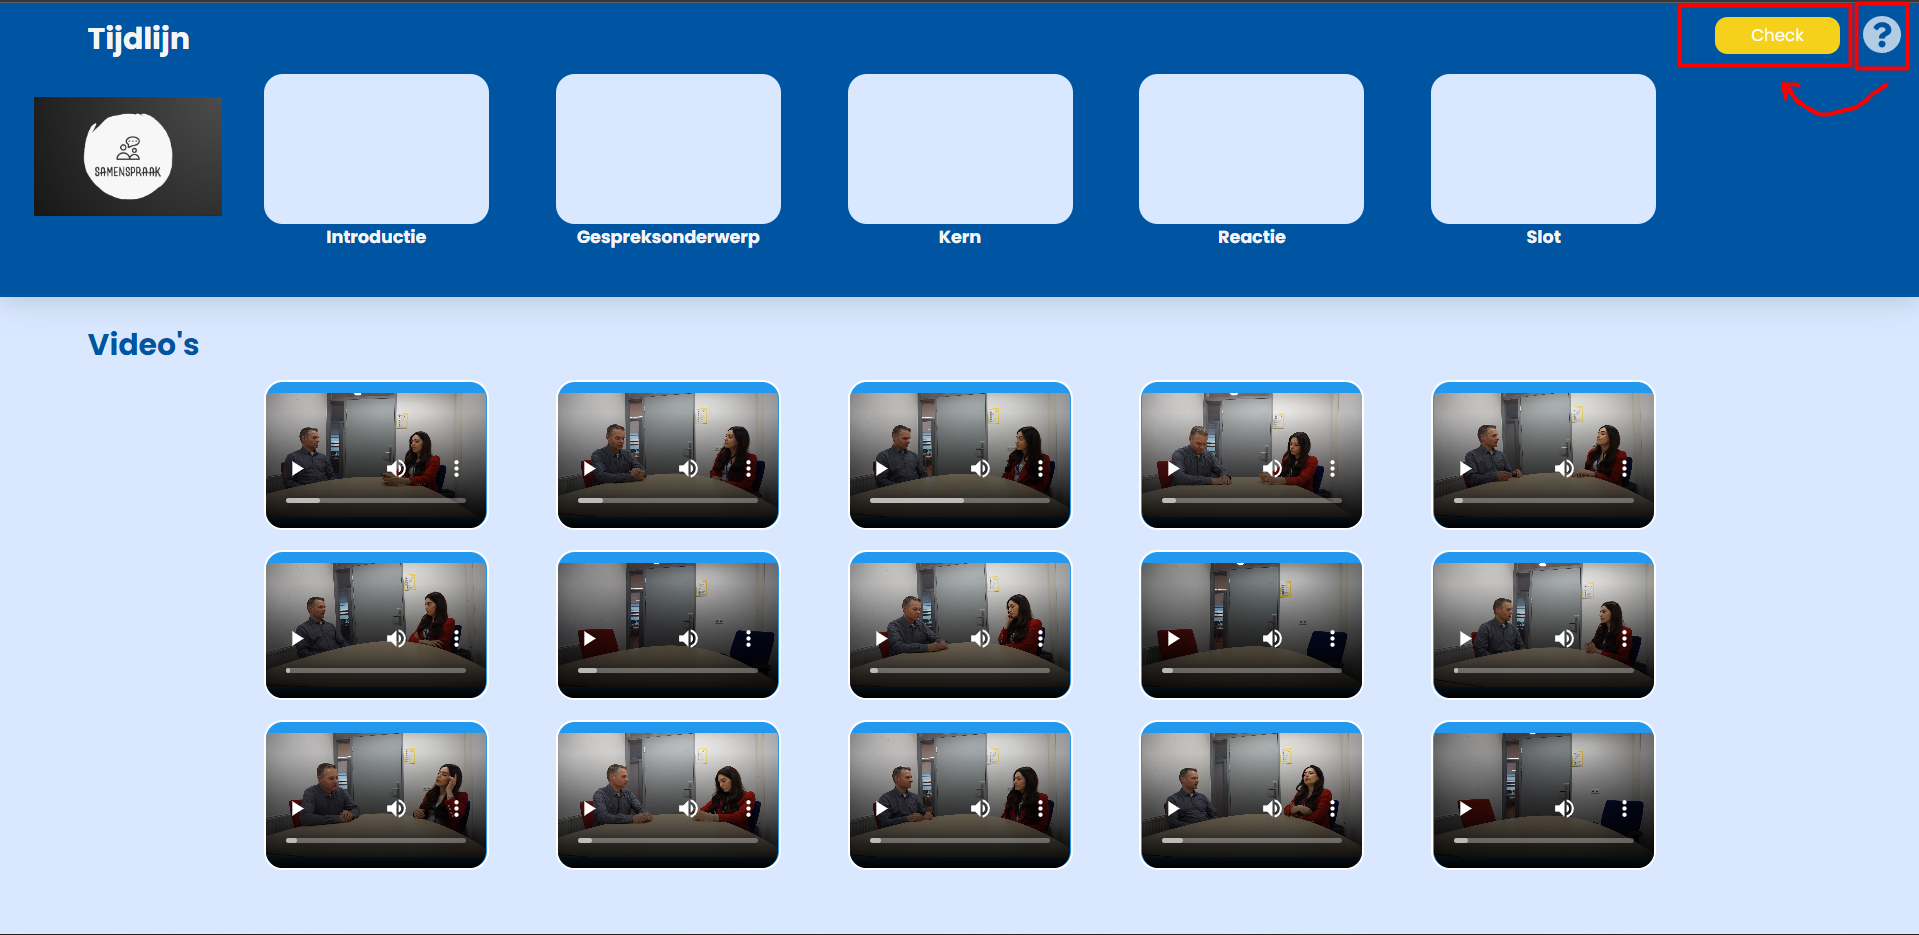 Tijdlijn
Check
?
SAMENSPRAAK
Introductie
Gespreksonderwerp
Kern
Reactie
Slot
Video's